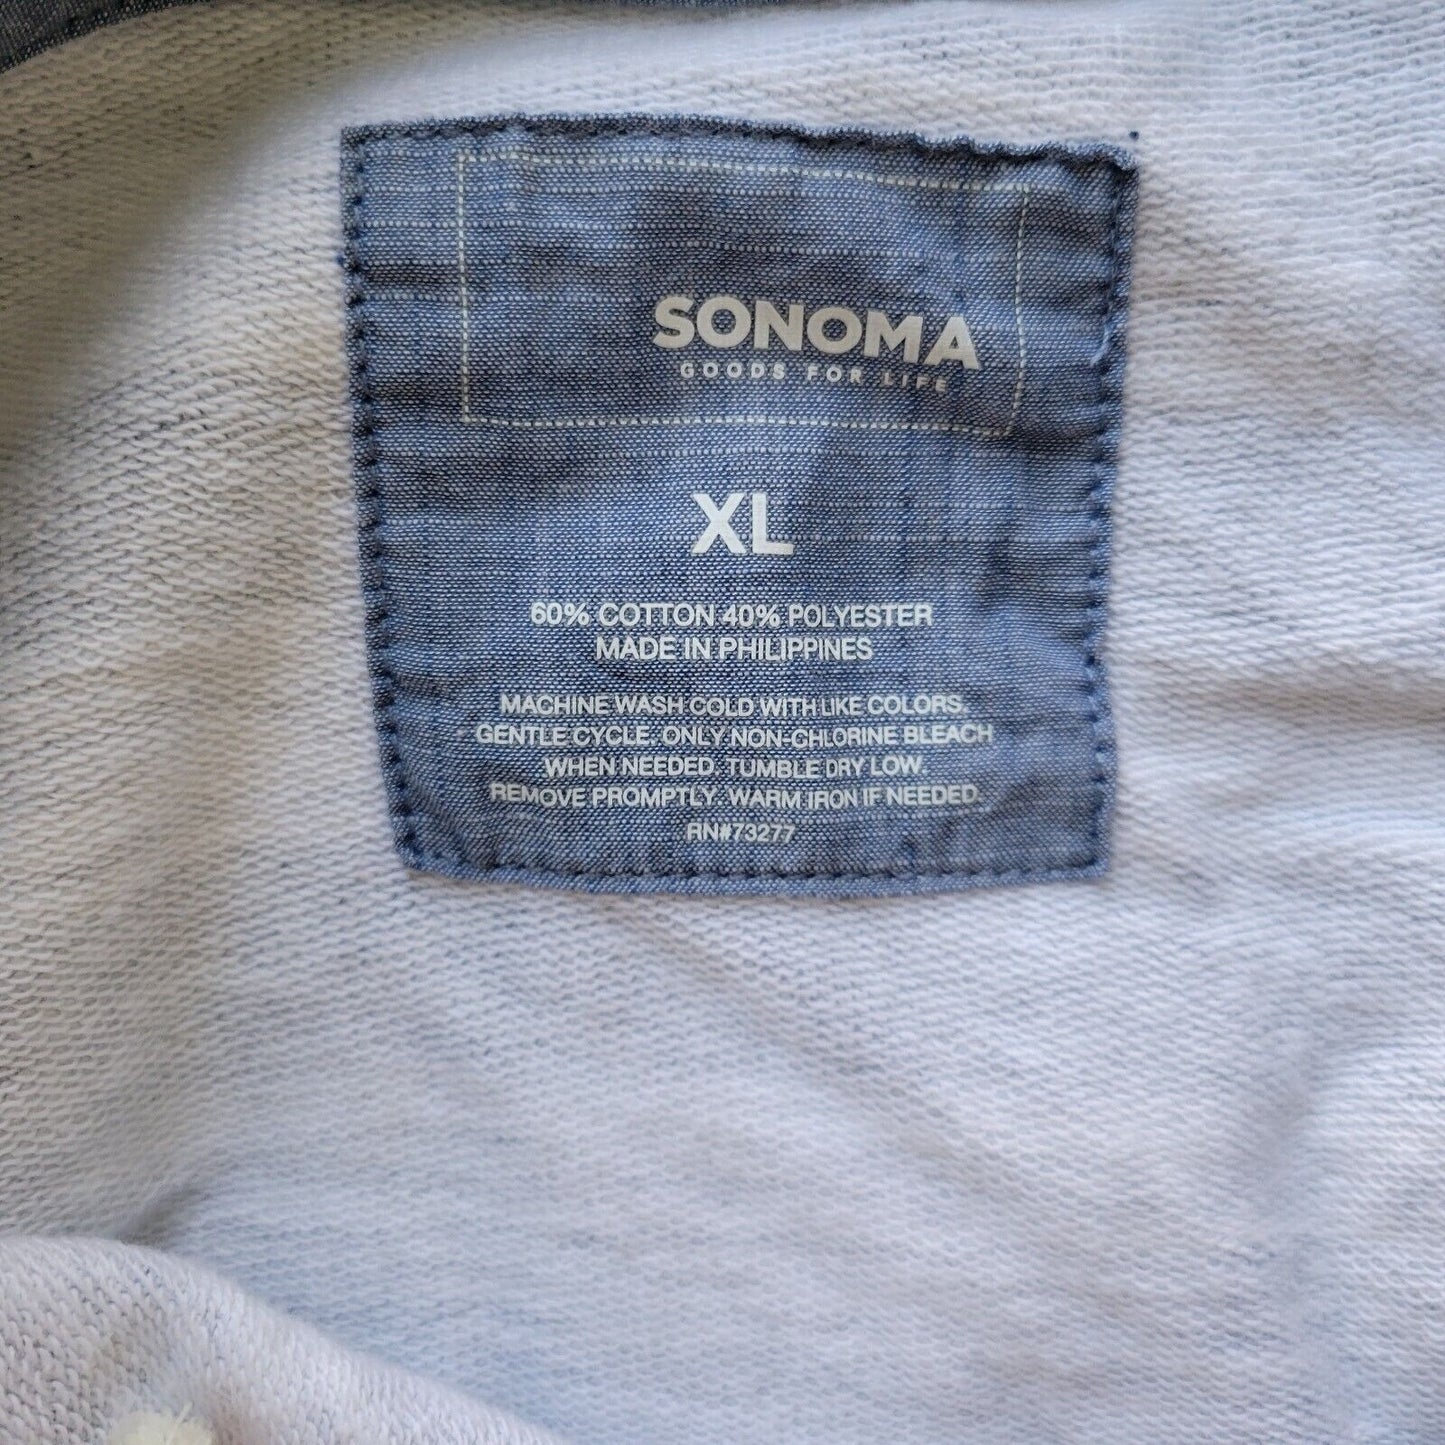 SONOMA
GOODS FOR LIFE
XL
60% COTTON 40% POLYESTER
MADE IN PHILIPPINES
MACHINE WASH COLD WITH LIKE COLORS.
GENTLE CYCLE. ONLY NON-CHLORINE BLEACH
WHEN NEEDED. TUMBLE DRY LOW.
REMOVE PROMPTLY. WARM IRON IF NEEDED.
RN#73277